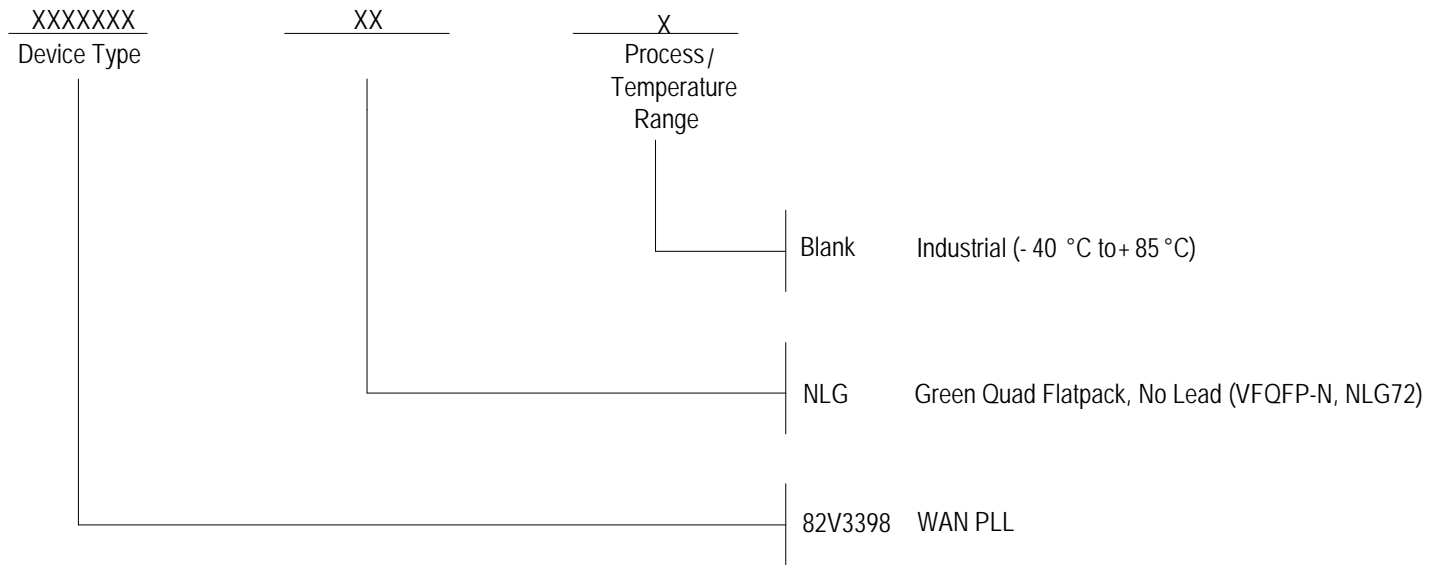 XXXXXXX XX X
Device Type Process/
Temperature
Range
Blank Industrial (- 40 °C to+ 85 °C)
NLG Green Quad Flatpack, No Lead (VFQFP-N, NLG72)
82V3398 WAN PLL